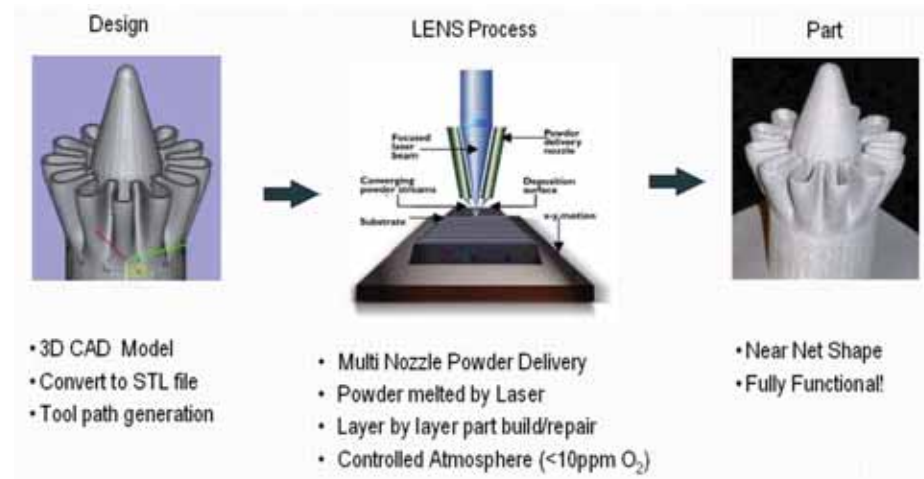 Design
LENS Process
Part
Focused
laser
beam
Powder
delivery
nozzle
Converging
powder streams
Deposition
surface
Substrate
x-y motion
• 3D CAD Model
• Convert to STL file
• Tool path generation
• Multi Nozzle Powder Delivery
• Powder melted by Laser
• Layer by layer part build/repair
• Controlled Atmosphere (<10ppm O₂)
• Near Net Shape
• Fully Functional!